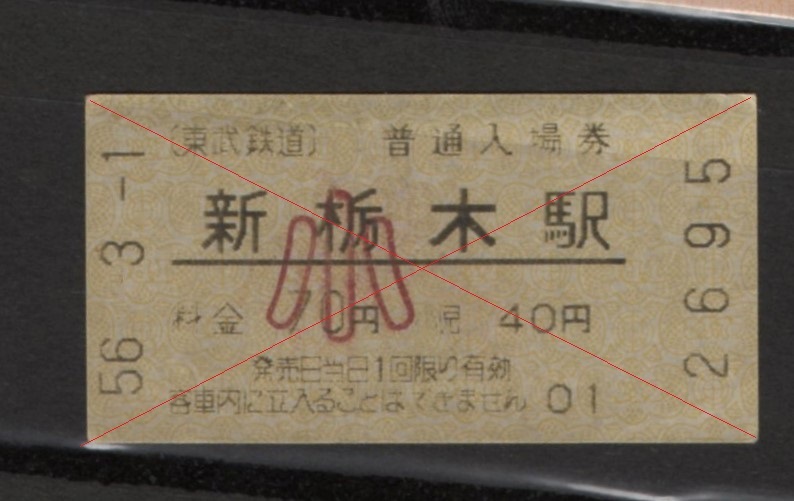 (東武鉄道) 普通入場券
新栃木駅
小
料金 70円 児 40円
発売日当日1回限り有効
客車内に立入ることはできません 01
56 -3 -1
2695